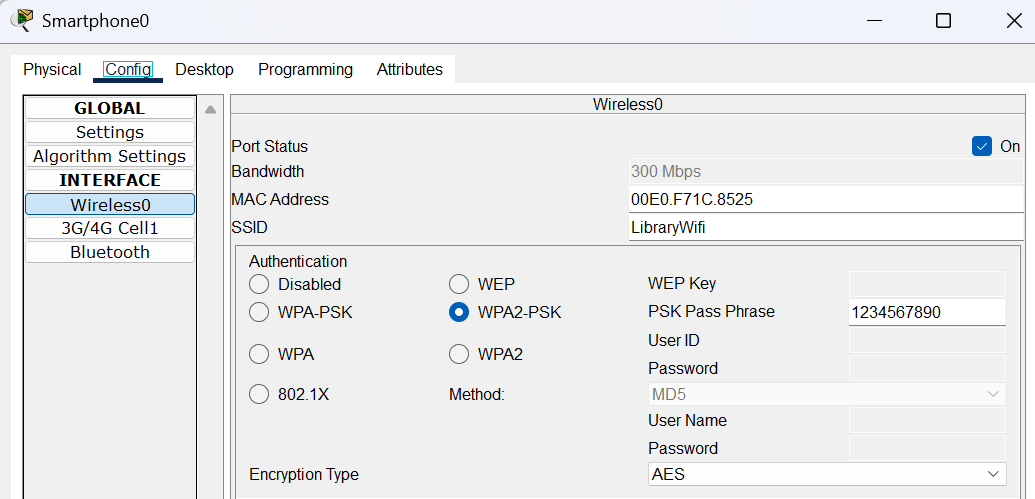 Smartphone0
Physical Config Desktop Programming Attributes
GLOBAL
Settings
Algorithm Settings
INTERFACE
Wireless0
3G/4G Cell1
Bluetooth
Wireless0
Port Status On
Bandwidth 300 Mbps
MAC Address 00E0.F71C.8525
SSID LibraryWifi
Authentication
Disabled WEP WEP Key
WPA-PSK WPA2-PSK PSK Pass Phrase 1234567890
User ID
WPA WPA2
Password
802.1X Method: MD5
User Name
Password
Encryption Type AES